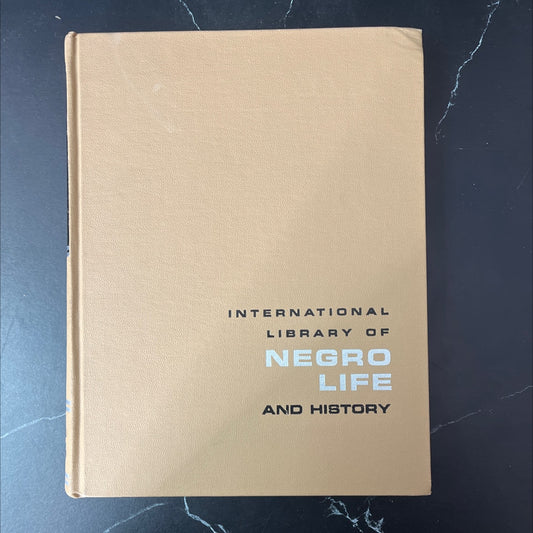 INTERNATIONAL
LIBRARY OF
NEGRO
LIFE
AND HISTORY